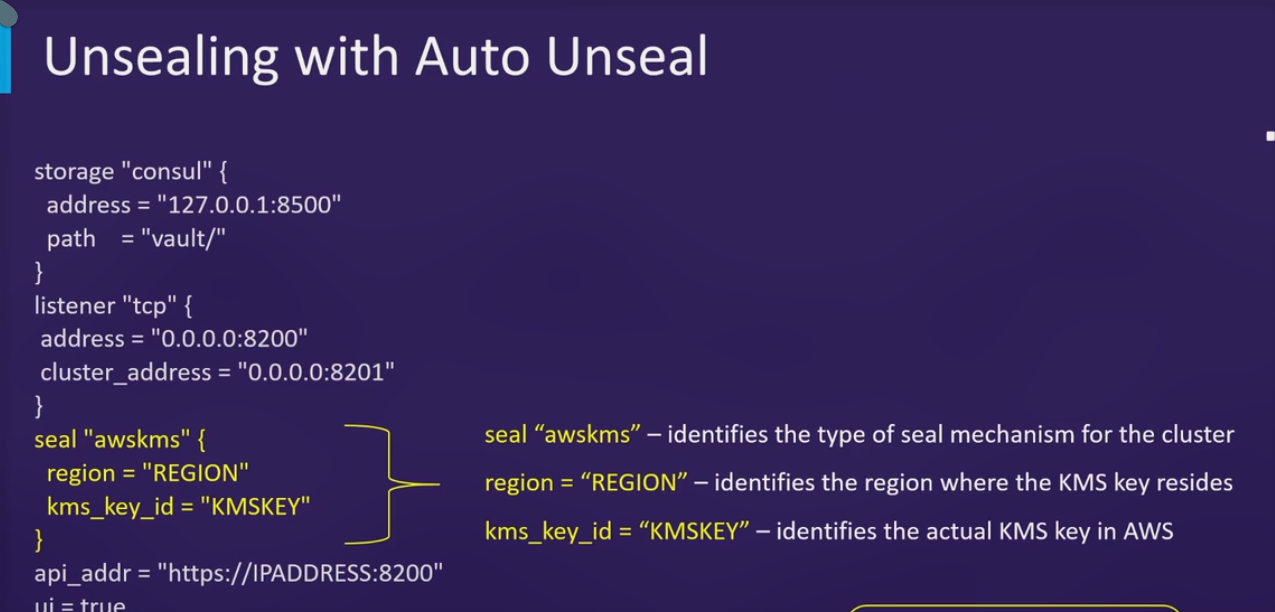 Unsealing with Auto Unseal
storage "consul" {
address = "127.0.0.1:8500"
path = "vault/"
}
listener "tcp" {
address = "0.0.0.0:8200"
cluster_address = "0.0.0.0:8201"
}
seal "awskms" {
region = "REGION"
kms_key_id = "KMSKEY"
}
api_addr = "https://IPADDRESS:8200"
ui = true
seal “awskms” – identifies the type of seal mechanism for the cluster
region = “REGION” – identifies the region where the KMS key resides
kms_key_id = “KMSKEY” – identifies the actual KMS key in AWS